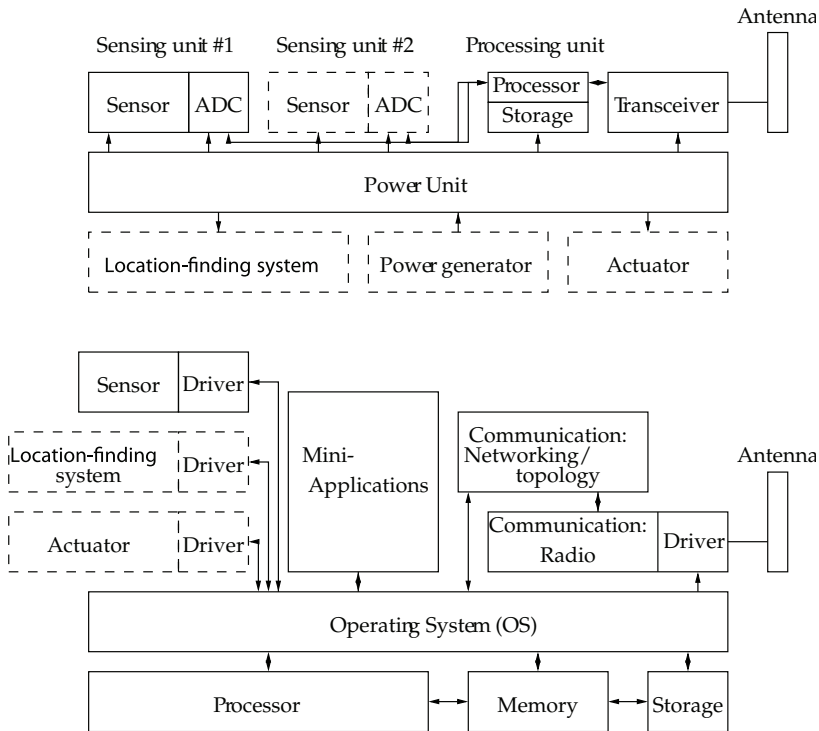 Antenna
Sensing unit #1 Sensing unit #2 Processing unit
Sensor ADC Sensor ADC Processor Transceiver
Storage
Power Unit
Location-finding system Power generator Actuator
Sensor Driver
Mini-
Applications
Location-finding
system Driver
Communication:
Networking/
topology
Antenna
Actuator Driver
Communication:
Radio Driver
Operating System (OS)
Processor Memory Storage